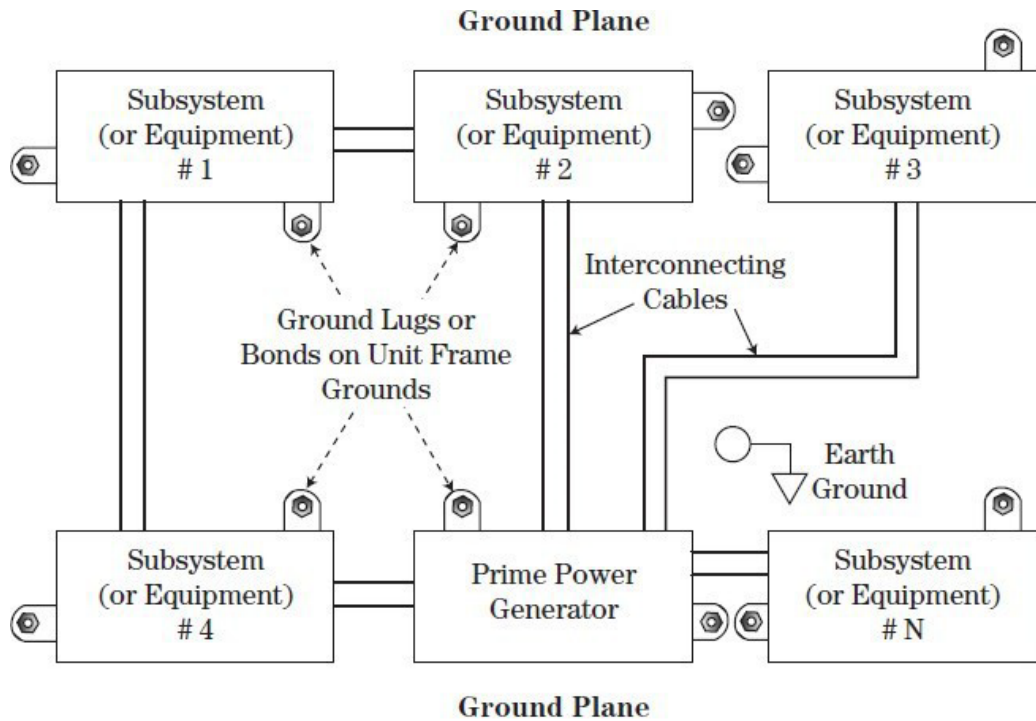 Ground Plane
Subsystem
(or Equipment)
# 1
Subsystem
(or Equipment)
# 2
Subsystem
(or Equipment)
# 3
Interconnecting
Cables
Ground Lugs or
Bonds on Unit Frame
Grounds
Earth
Ground
Subsystem
(or Equipment)
# 4
Prime Power
Generator
Subsystem
(or Equipment)
# N
Ground Plane